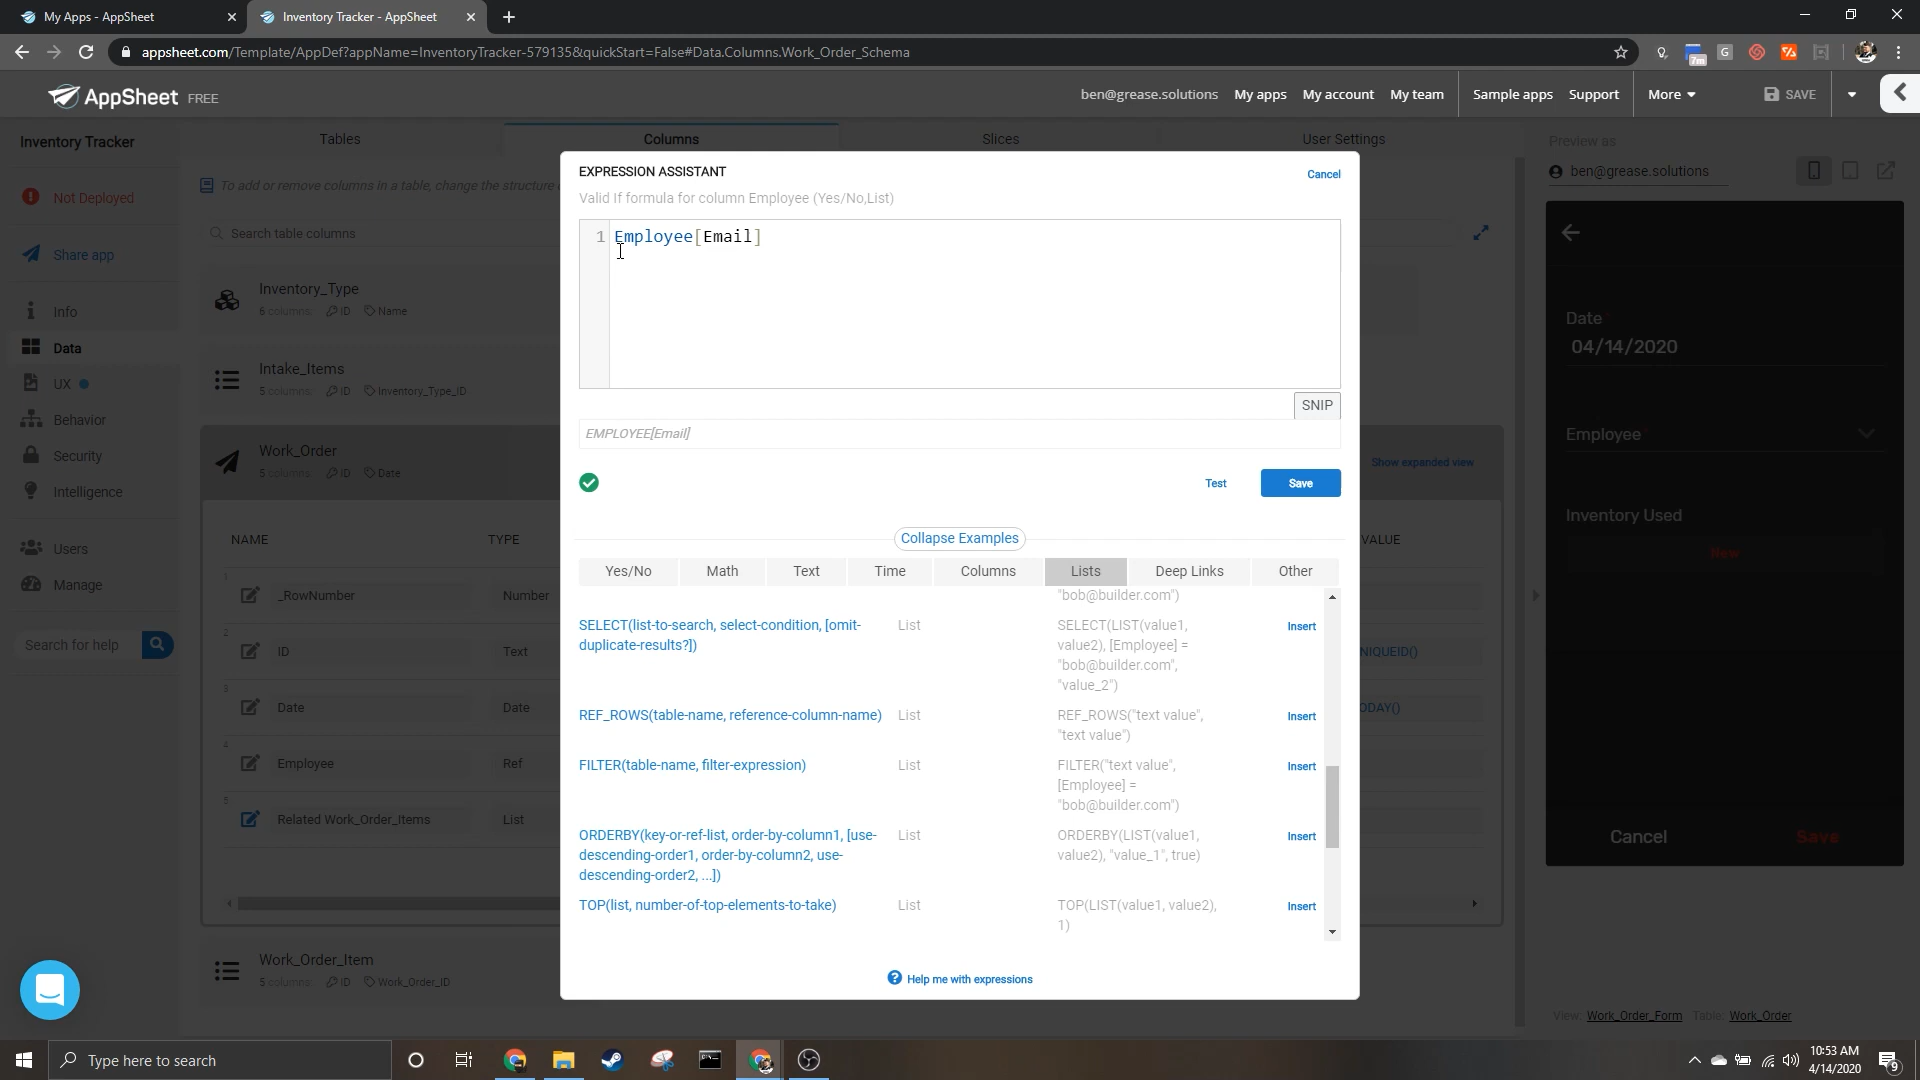 My Apps - AppSheet
Inventory Tracker - AppSheet
appsheet.com/Template/AppDef?appName=InventoryTracker-579135&quickStart=False#Data.Columns.Work_Order_Schema
7m
G
AppSheet FREE
ben@grease.solutions
My apps
My account
My team
Sample apps
Support
More
SAVE
Inventory Tracker
Tables
Columns
Slices
User Settings
Preview as
ben@grease.solutions
Not Deployed
Share app
Info
Data
UX
Behavior
Security
Intelligence
Users
Manage
Search for help
To add or remove columns in a table, change the structure
Search table columns
Inventory_Type
6 columns: ID Name
Intake_Items
5 columns: ID Inventory_Type_ID
Work_Order
5 columns: ID Date
Show expanded view
NAME
TYPE
VALUE
1
_RowNumber
Number
2
ID
Text
NIQUEID()
3
Date
Date
ODAY()
4
Employee
Ref
5
Related Work_Order_Items
List
Work_Order_Item
5 columns: ID Work_Order_ID
EXPRESSION ASSISTANT
Cancel
Valid If formula for column Employee (Yes/No,List)
1 Employee[Email]
SNIP
EMPLOYEE[Email]
Test
Save
Collapse Examples
Yes/No
Math
Text
Time
Columns
Lists
Deep Links
Other
"bob@builder.com")
SELECT(list-to-search, select-condition, [omit-
duplicate-results?])
List
SELECT(LIST(value1,
value2), [Employee] =
"bob@builder.com",
"value_2")
Insert
REF_ROWS(table-name, reference-column-name)
List
REF_ROWS("text value",
"text value")
Insert
FILTER(table-name, filter-expression)
List
FILTER("text value",
[Employee] =
"bob@builder.com")
Insert
ORDERBY(key-or-ref-list, order-by-column1, [use-
descending-order1, order-by-column2, use-
descending-order2, ...])
List
ORDERBY(LIST(value1,
value2), "value_1", true)
Insert
TOP(list, number-of-top-elements-to-take)
List
TOP(LIST(value1, value2),
1)
Insert
Help me with expressions
Date
04/14/2020
Employee
Inventory Used
New
Cancel
Save
View: Work_Order_Form Table: Work_Order
Type here to search
10:53 AM
4/14/2020
9